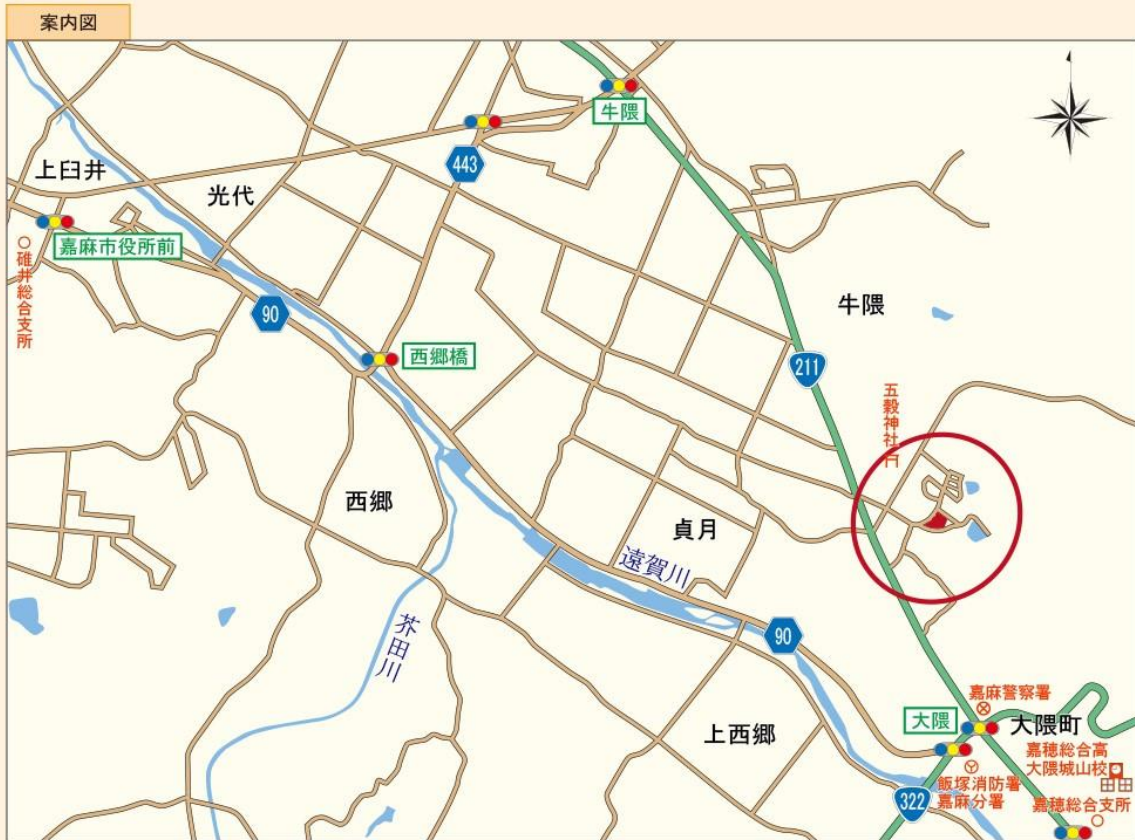 案内図
牛隈
443
上臼井
光代
嘉麻市役所前
碓井総合支所
90
牛隈
西郷橋
211
五穀神社
西郷
貞月
遠賀川
芥田川
90
嘉麻警察署
大隈
大隈町
上西郷
嘉穂総合高
大隈城山校
飯塚消防署
嘉麻分署
322
嘉穂総合支所